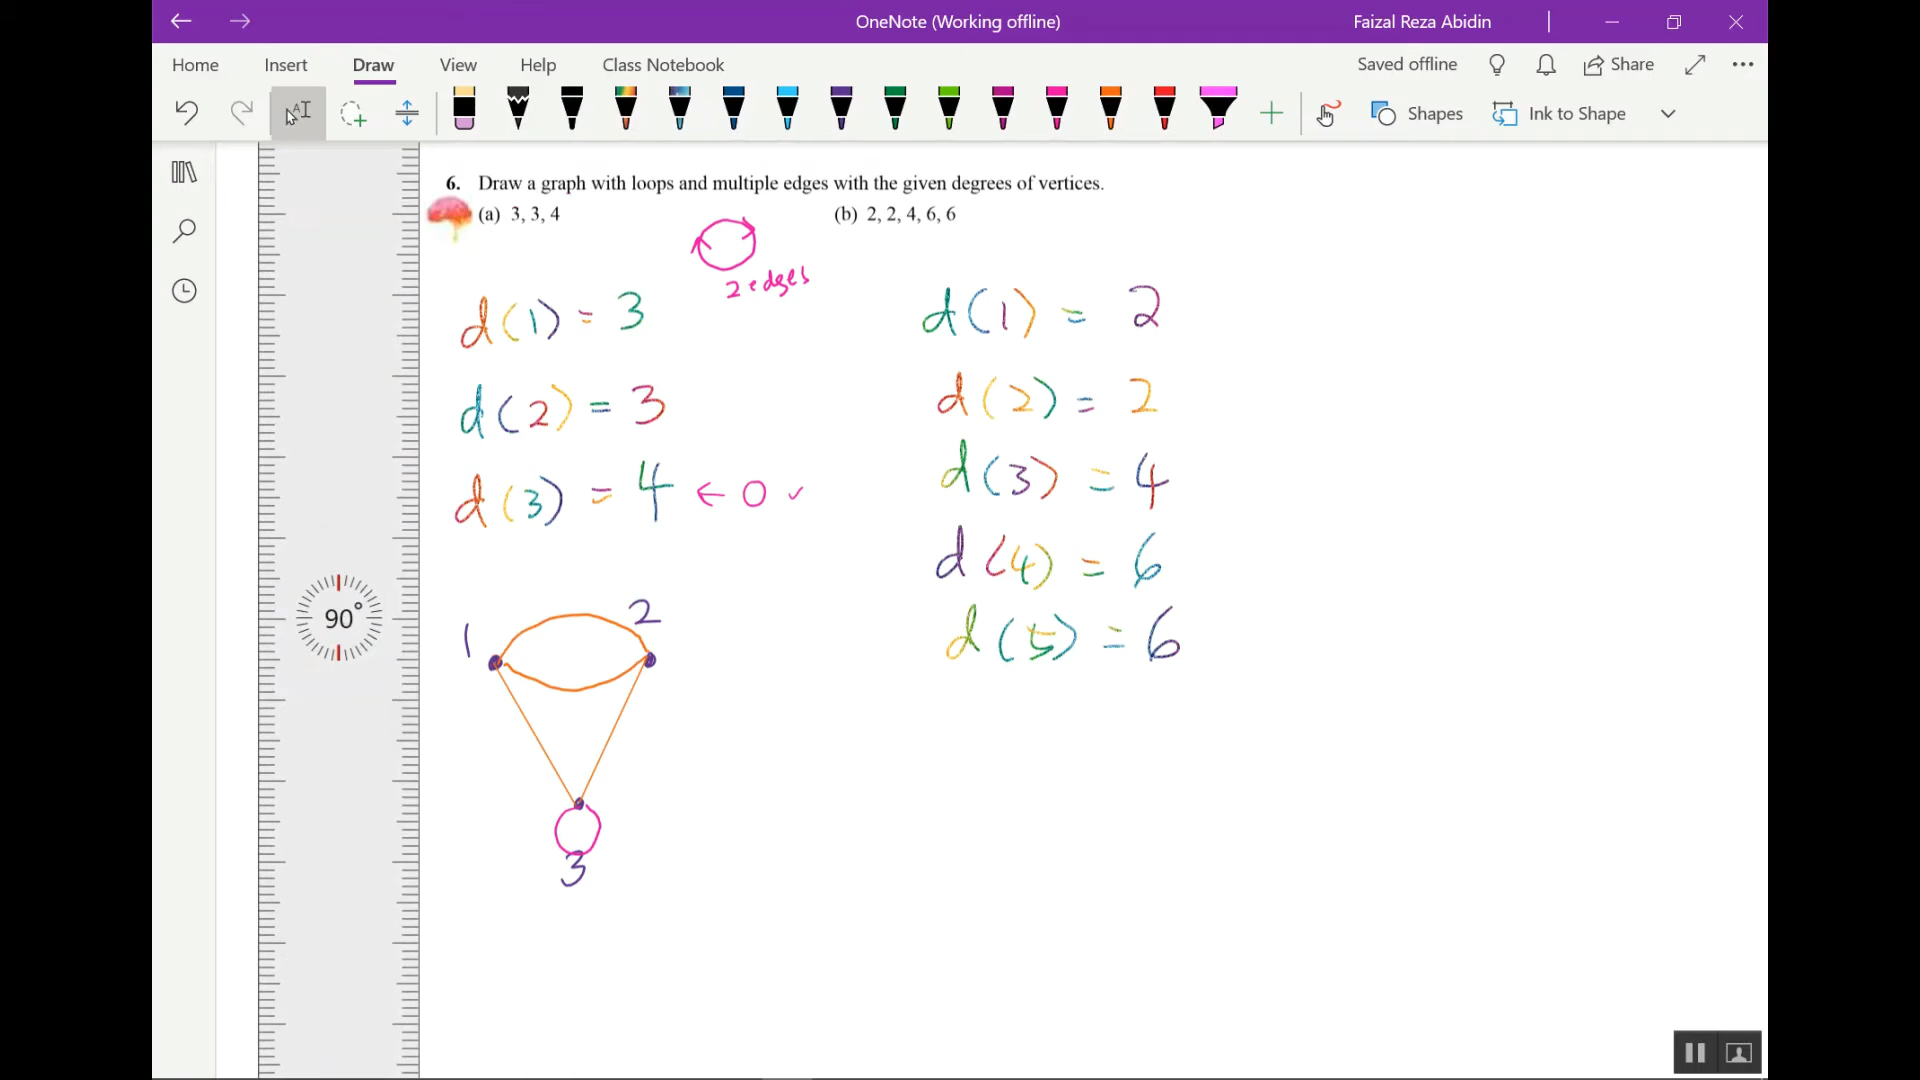 OneNote (Working offline)
Faizal Reza Abidin
Home Insert Draw View Help Class Notebook
Saved offline
Share
Shapes
Ink to Shape
6. Draw a graph with loops and multiple edges with the given degrees of vertices.
(a) 3, 3, 4
(b) 2, 2, 4, 6, 6
2 edges
d(1) = 3
d(2) = 3
d(3) = 4 ← 0 ✓
d(1) = 2
d(2) = 2
d(3) = 4
d(4) = 6
d(5) = 6
90°
1
2
3